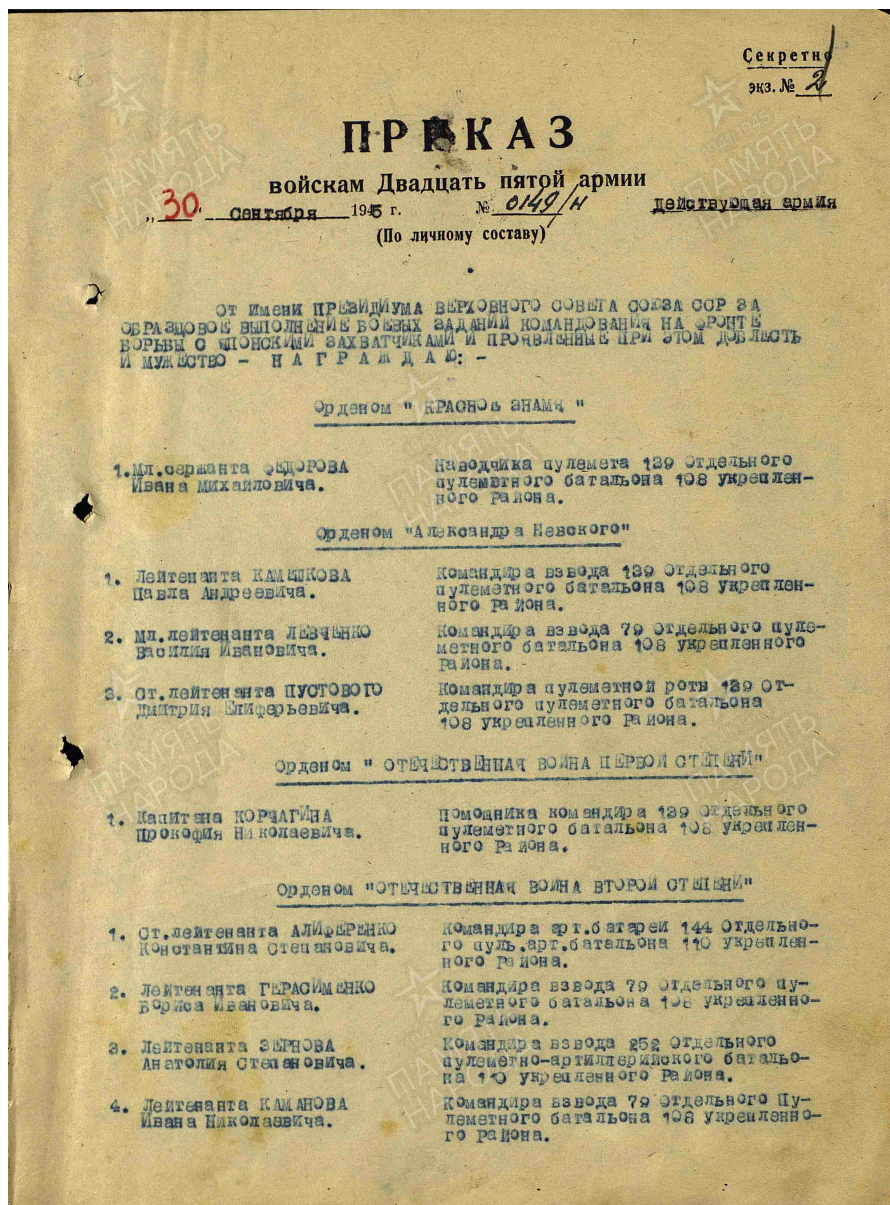 Секретно
экз. № 2
ПРИКАЗ
войскам Двадцать пятой армии
„30“ сентября 1945 г. № 0149/н действующая армия
(По личному составу)
ОТ ИМЕНИ ПРЕЗИДИУМА ВЕРХОВНОГО СОВЕТА СОЮЗА ССР ЗА
ОБРАЗЦОВОЕ ВЫПОЛНЕНИЕ БОЕВЫХ ЗАДАНИЙ КОМАНДОВАНИЯ НА ФРОНТЕ
БОРЬБЫ С ЯПОНСКИМИ ЗАХВАТЧИКАМИ И ПРОЯВЛЕННЫЕ ПРИ ЭТОМ ДОБЛЕСТЬ
И МУЖЕСТВО - Н А Г Р А Ж Д А Ю: -
Орденом " КРАСНОЕ ЗНАМЯ "
1. Мл.сержанта ФЕДОРОВА
Ивана Михайловича.
Наводчика пулемета 139 Отдельного
пулеметного батальона 108 укреплен-
ного Района.
Орденом "Александра Невского"
1. Лейтенанта КАМЫШКОВА
Павла Андреевича.
Командира взвода 139 Отдельного
пулеметного батальона 108 укреплен-
ного Района.
2. Мл.лейтенанта ЛЕВЧЕНКО
Василия Ивановича.
Командира взвода 79 Отдельного пуле-
метного батальона 108 укрепленного
Района.
3. Ст.лейтенанта ПУСТОВОГО
Дмитрия Елиферьевича.
Командира пулеметной роты 139 От-
дельного пулеметного батальона
108 укрепленного Района.
Орденом " ОТЕЧЕСТВЕННАЯ ВОЙНА ПЕРВОЙ СТЕПЕНИ"
1. Капитана КОРЧАГИНА
Прокофия Николаевича.
Помощника командира 139 Отдельного
пулеметного батальона 108 укреплен-
ного Района.
Орденом "ОТЕЧЕСТВЕННАЯ ВОЙНА ВТОРОЙ СТЕПЕНИ"
1. Ст.лейтенанта АЛИФЕРЕНКО
Константина Степановича.
Командира арт.батареи 144 Отдельно-
го пуль.арт.батальона 110 укреплен-
ного Района.
2. Лейтенанта ГЕРАСИМЕНКО
Бориса Ивановича.
Командира взвода 79 Отдельного пу-
леметного батальона 108 укрепленно-
го Района.
3. Лейтенанта ЗЕРНОВА
Анатолия Степановича.
Командира взвода 252 Отдельного
пулеметно-артиллерийского батальо-
на 110 укрепленного Района.
4. Лейтенанта КАМАНОВА
Ивана Николаевича.
Командира взвода 79 Отдельного Пу-
леметного батальона 108 укрепленно-
го Района.
ПАМЯТЬ
НАРОДА